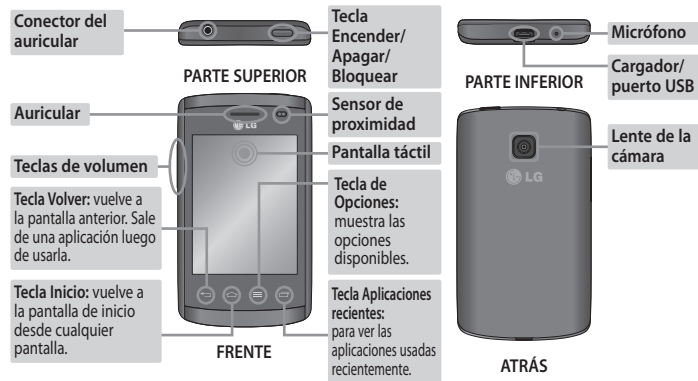 Conector del
auricular
PARTE SUPERIOR
Tecla
Encender/
Apagar/
Bloquear
Auricular
Sensor de
proximidad
LG
Pantalla táctil
Teclas de volumen
Tecla Volver: vuelve a
la pantalla anterior. Sale
de una aplicación luego
de usarla.
Tecla de
Opciones:
muestra las
opciones
disponibles.
Tecla Inicio: vuelve a
la pantalla de inicio
desde cualquier
pantalla.
Tecla Aplicaciones
recientes:
para ver las
aplicaciones usadas
recientemente.
FRENTE
PARTE INFERIOR
Micrófono
Cargador/
puerto USB
Lente de la
cámara
LG
ATRÁS